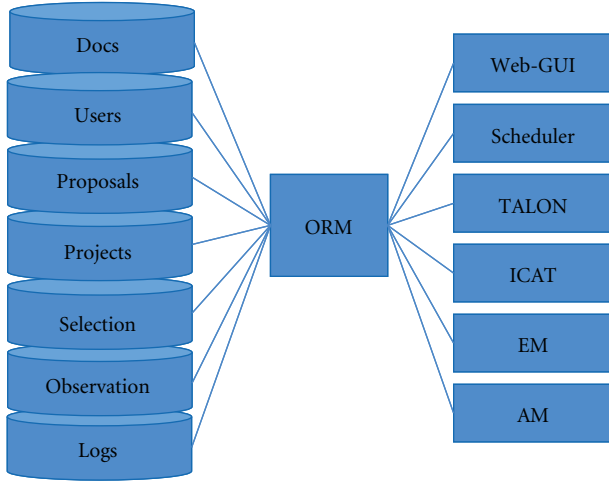 Docs
Users
Proposals
Projects
Selection
Observation
Logs
ORM
Web-GUI
Scheduler
TALON
ICAT
EM
AM